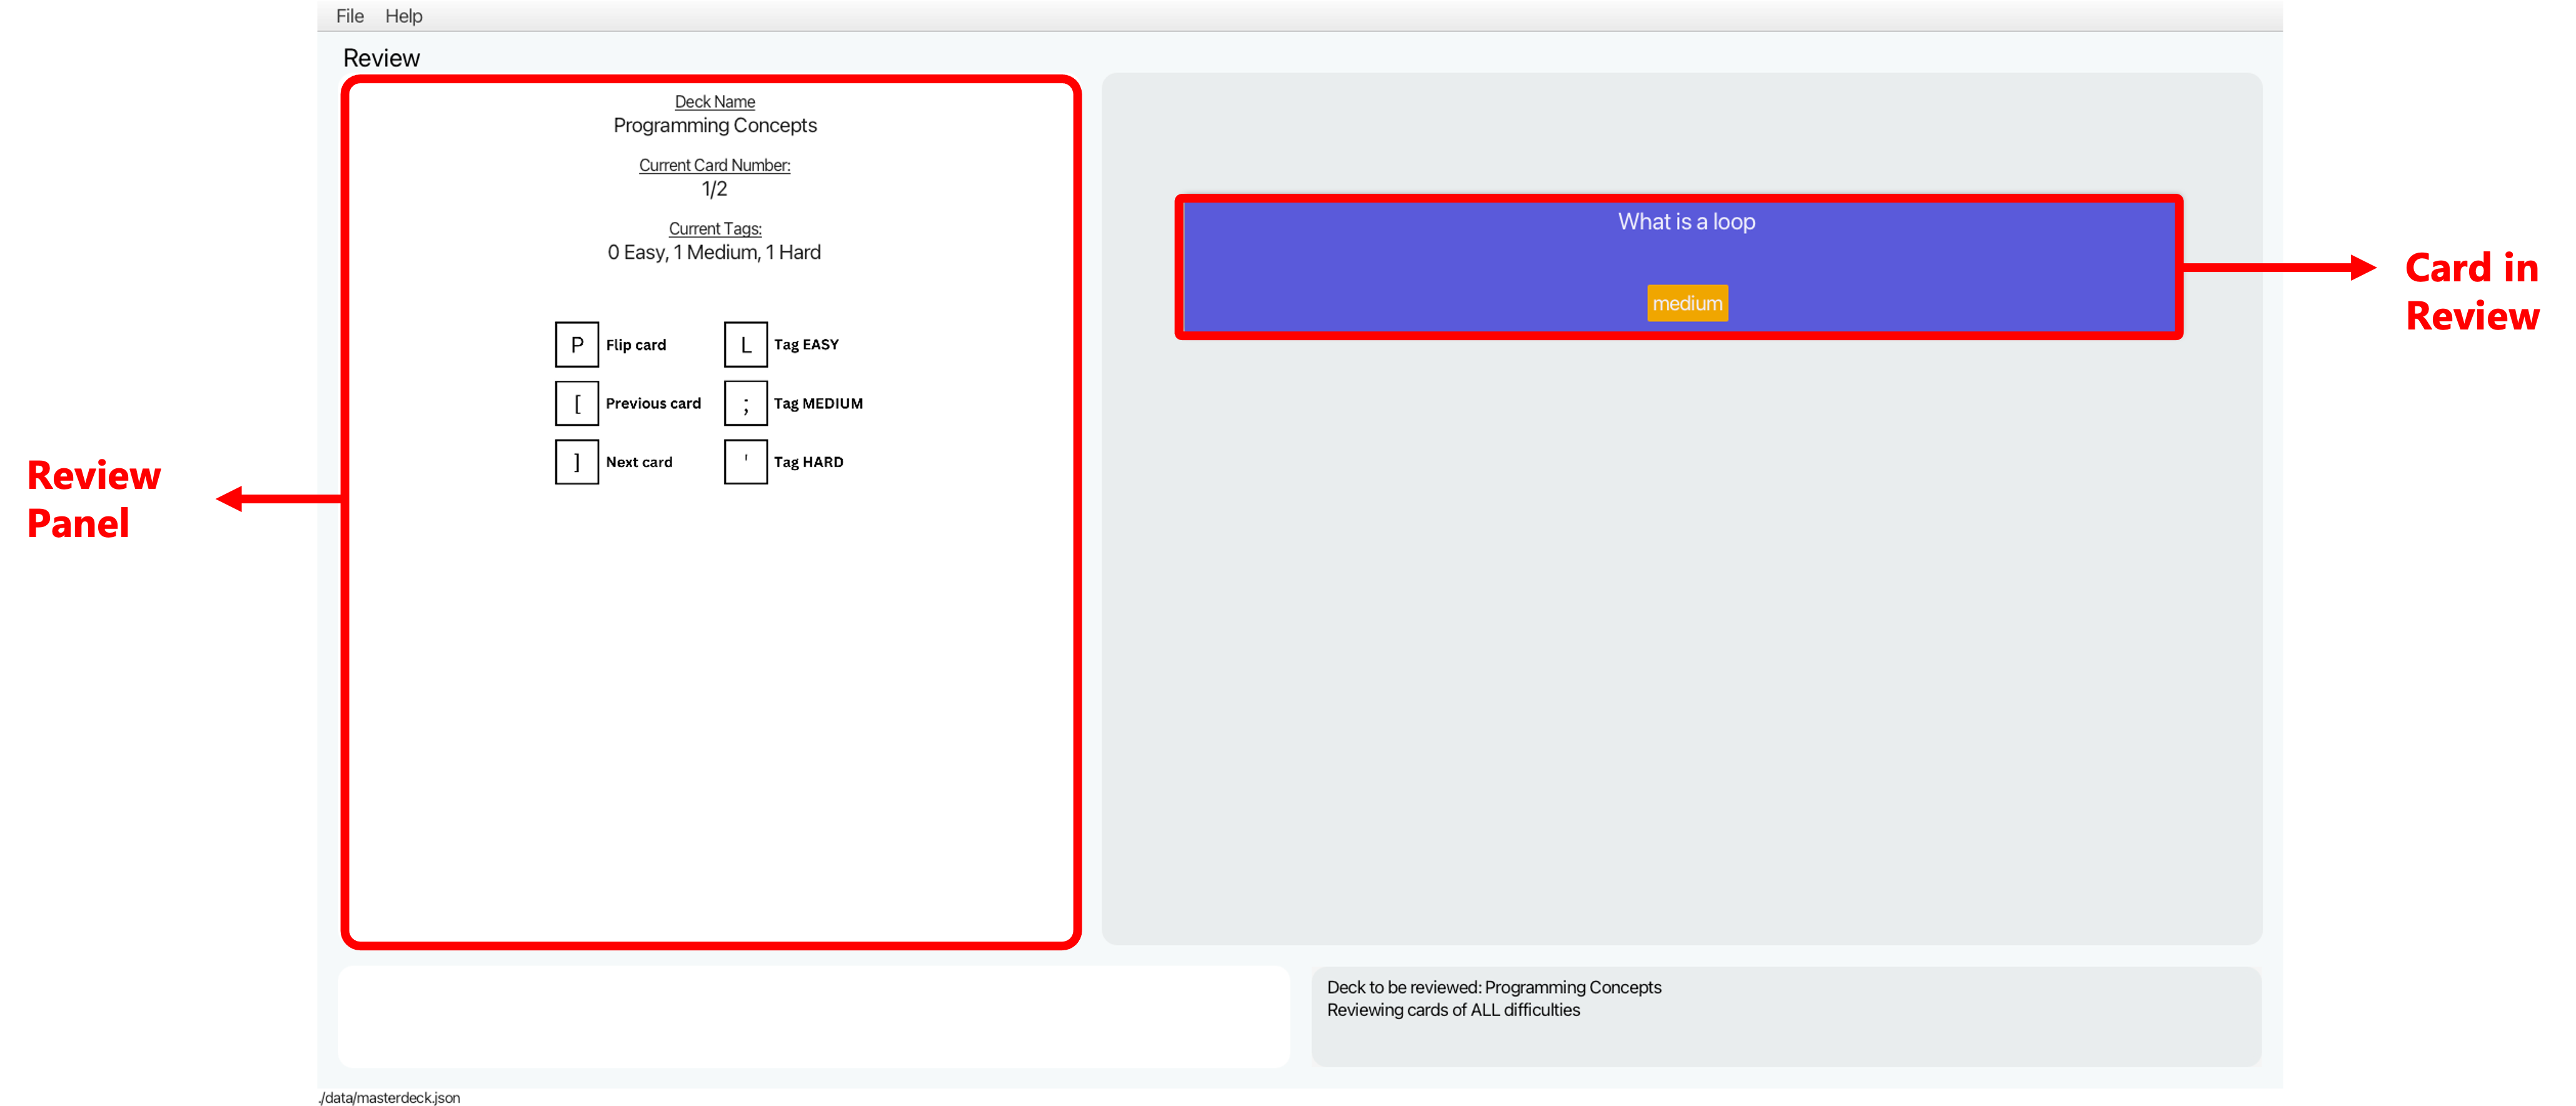 File Help
Review
Deck Name
Programming Concepts
Current Card Number:
1/2
Current Tags:
0 Easy, 1 Medium, 1 Hard
P Flip card L Tag EASY
[ Previous card ; Tag MEDIUM
] Next card ' Tag HARD
What is a loop
medium
Card in
Review
Review
Panel
Deck to be reviewed: Programming Concepts
Reviewing cards of ALL difficulties
./data/masterdeck.json